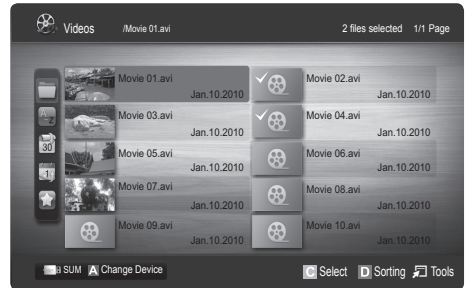 Videos /Movie 01.avi 2 files selected 1/1 Page
Movie 01.avi Movie 02.avi
Jan.10.2010 Jan.10.2010
Movie 03.avi Movie 04.avi
Jan.10.2010 Jan.10.2010
Movie 05.avi Movie 06.avi
Jan.10.2010 Jan.10.2010
Movie 07.avi Movie 08.avi
Jan.10.2010 Jan.10.2010
Movie 09.avi Movie 10.avi
Jan.10.2010 Jan.10.2010
A Z
30
1
SUM A Change Device C Select D Sorting Tools